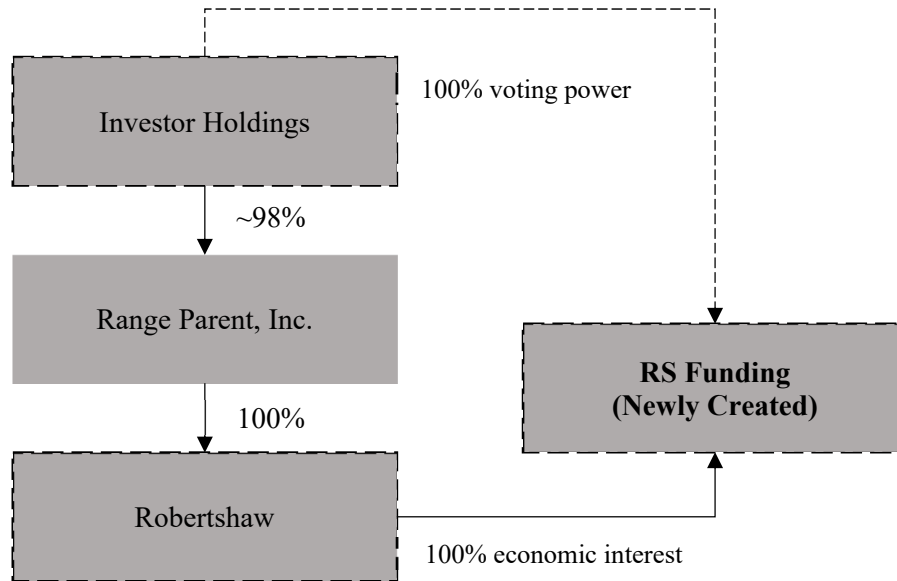 100% voting power
Investor Holdings
~98%
Range Parent, Inc.
RS Funding
(Newly Created)
100%
Robertshaw
100% economic interest